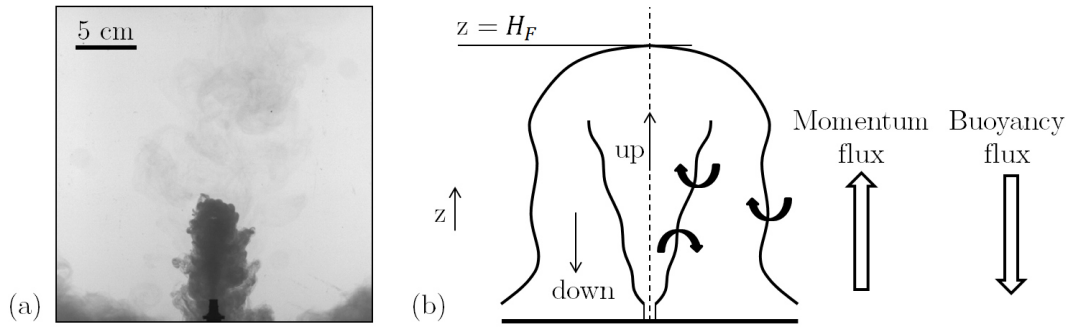 5 cm
(a)
z = H_F
up
z
down
(b)
Momentum
flux
Buoyancy
flux